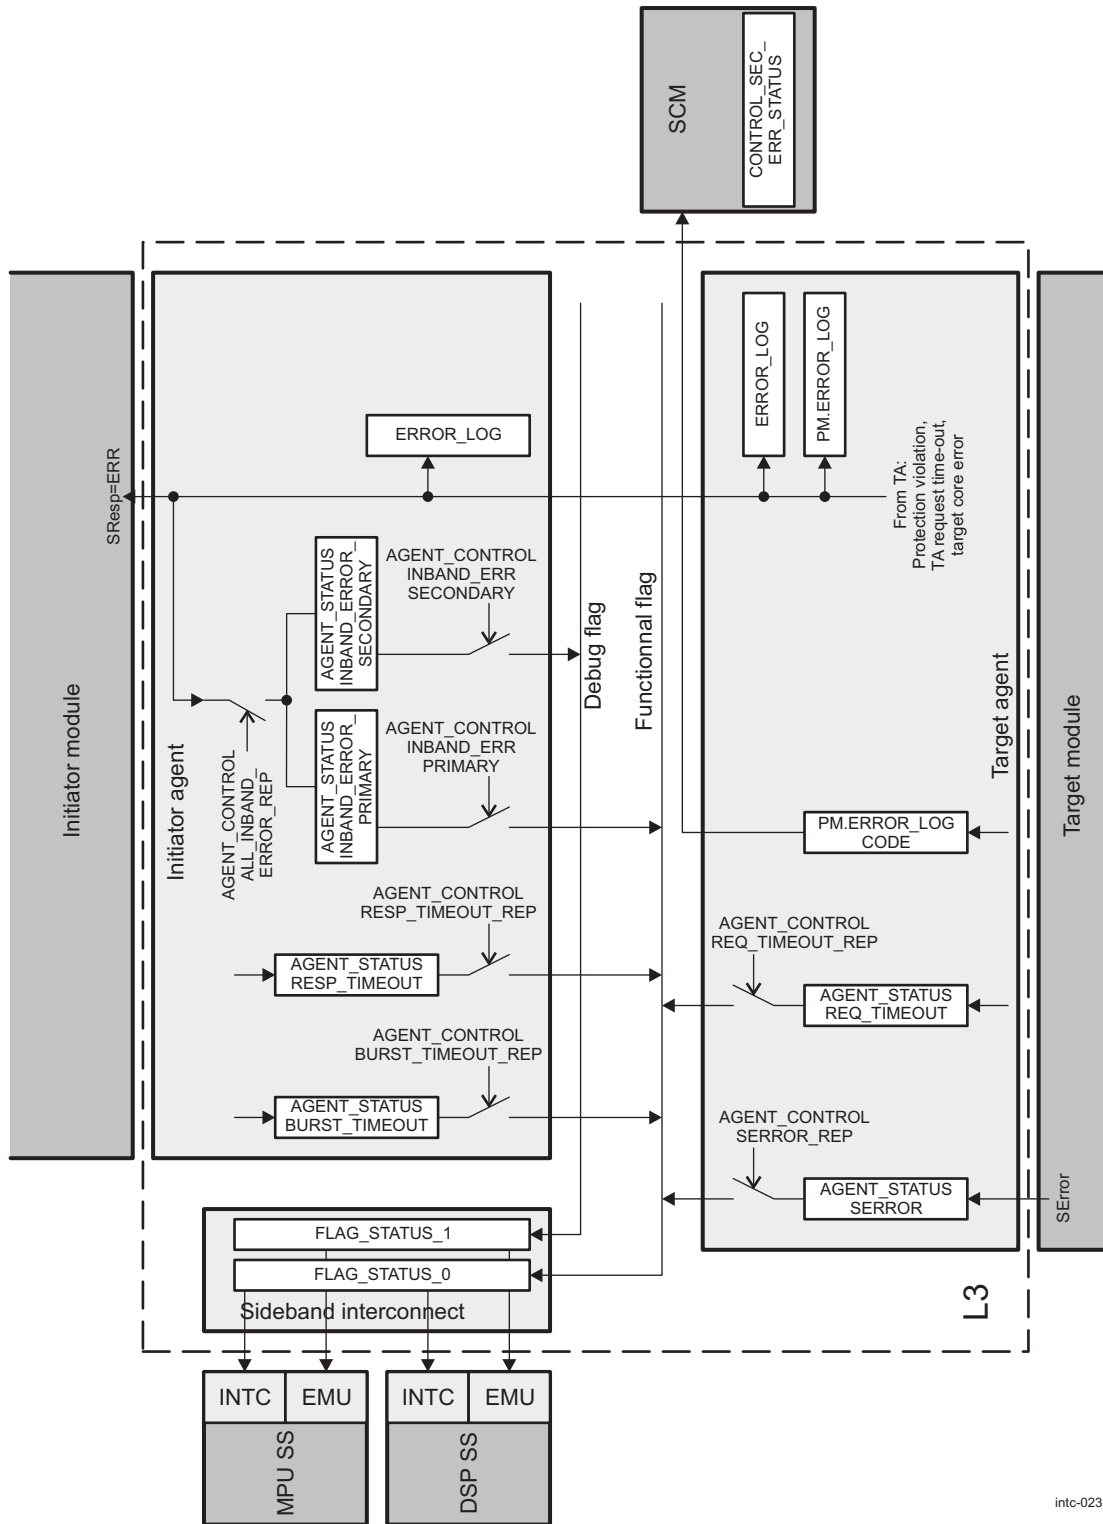 SCM
CONTROL_SEC_
ERR_STATUS
Initiator module
SResp=ERR
Initiator agent
ERROR_LOG
AGENT_STATUS
INBAND_ERROR_
SECONDARY
AGENT_CONTROL
INBAND_ERR
SECONDARY
AGENT_CONTROL
ALL_INBAND_
ERROR_REP
AGENT_STATUS
INBAND_ERROR_
PRIMARY
AGENT_CONTROL
INBAND_ERR
PRIMARY
AGENT_CONTROL
RESP_TIMEOUT_REP
AGENT_STATUS
RESP_TIMEOUT
AGENT_CONTROL
BURST_TIMEOUT_REP
AGENT_STATUS
BURST_TIMEOUT
Debug flag
Functionnal flag
ERROR_LOG
PM.ERROR_LOG
From TA:
Protection violation,
TA request time-out,
target core error
Target agent
Target module
PM.ERROR_LOG
CODE
AGENT_CONTROL
REQ_TIMEOUT_REP
AGENT_STATUS
REQ_TIMEOUT
AGENT_CONTROL
SERROR_REP
AGENT_STATUS
SERROR
SError
FLAG_STATUS_1
FLAG_STATUS_0
Sideband interconnect
L3
INTC
EMU
MPU SS
INTC
EMU
DSP SS
intc-023